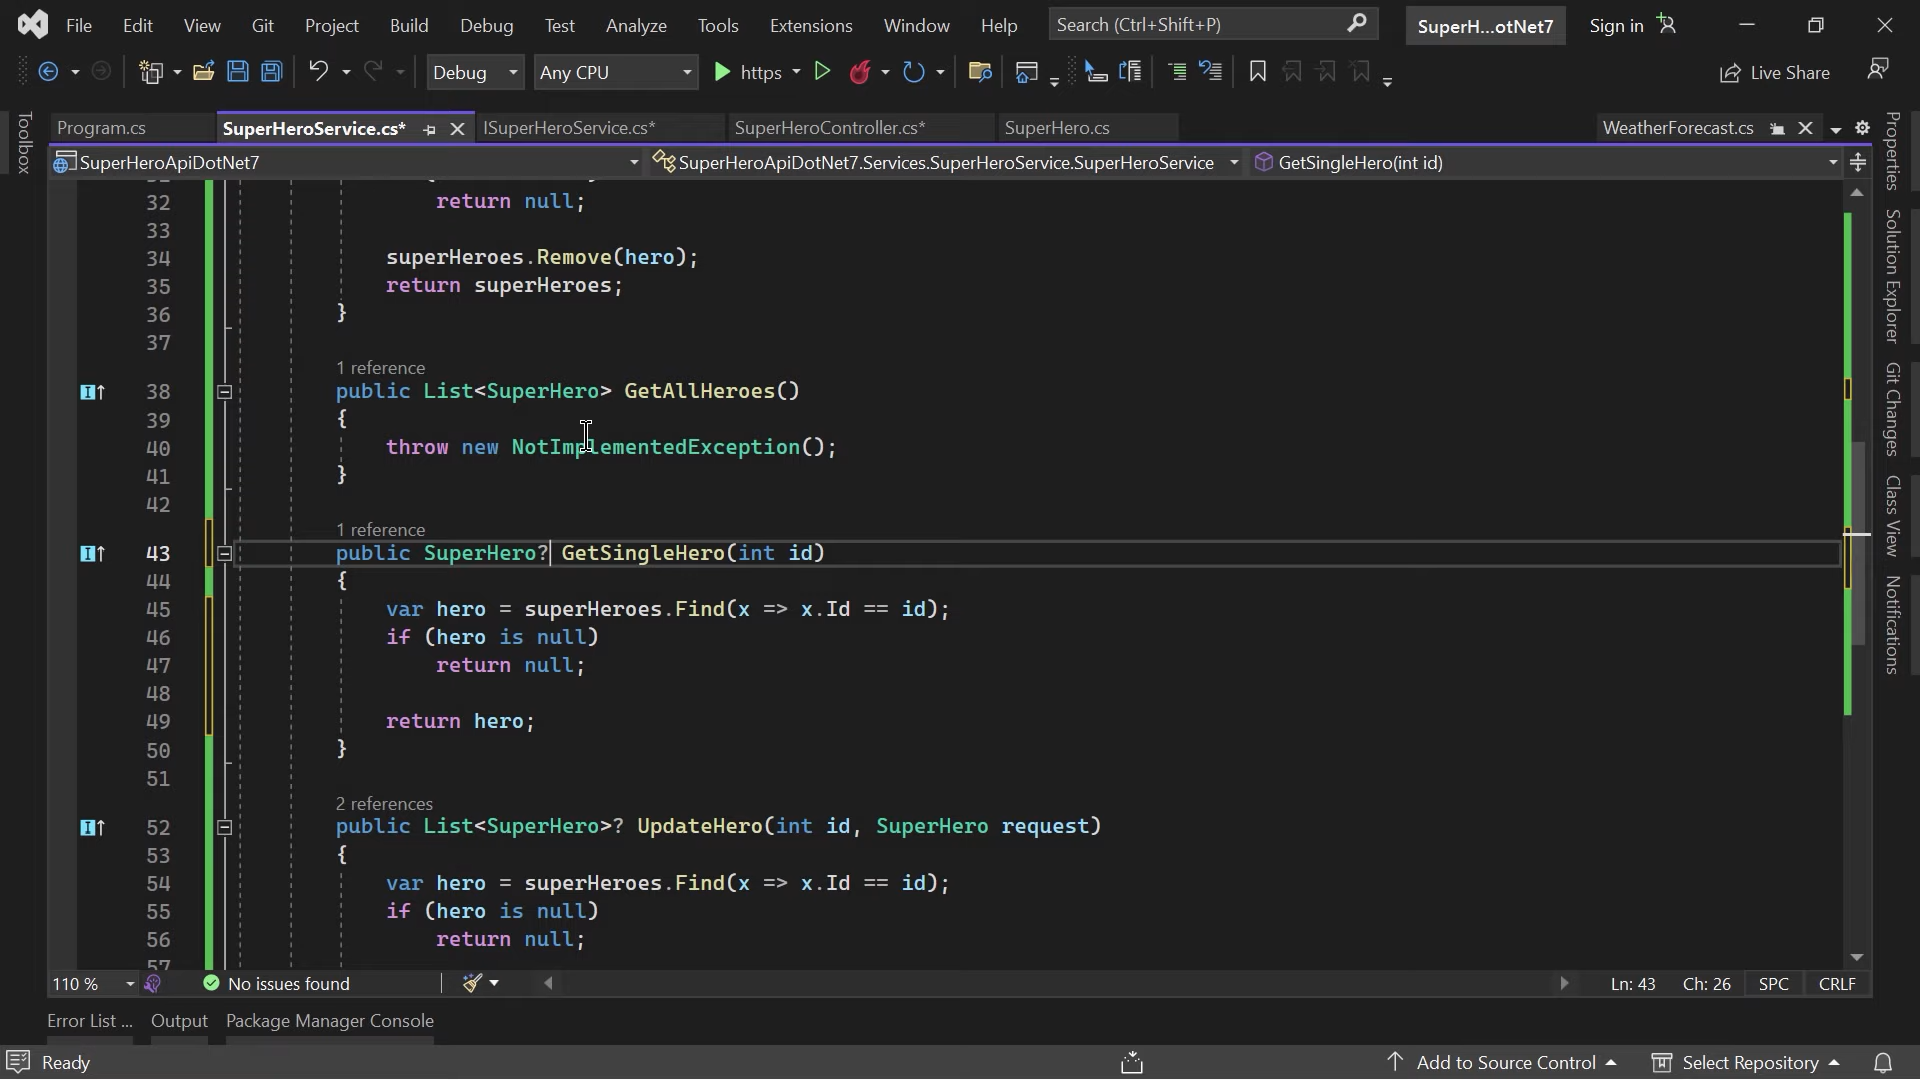 File Edit View Git Project Build Debug Test Analyze Tools Extensions Window Help Search (Ctrl+Shift+P) SuperH...otNet7 Sign in
Debug Any CPU https Live Share
Toolbox
Program.cs SuperHeroService.cs* ISuperHeroService.cs* SuperHeroController.cs* SuperHero.cs WeatherForecast.cs
SuperHeroApiDotNet7 SuperHeroApiDotNet7.Services.SuperHeroService.SuperHeroService GetSingleHero(int id)
32 return null;
33
34 superHeroes.Remove(hero);
35 return superHeroes;
36 }
37
1 reference
38 public List<SuperHero> GetAllHeroes()
39 {
40 throw new NotImplementedException();
41 }
42
1 reference
43 public SuperHero? GetSingleHero(int id)
44 {
45 var hero = superHeroes.Find(x => x.Id == id);
46 if (hero is null)
47 return null;
48
49 return hero;
50 }
51
2 references
52 public List<SuperHero>? UpdateHero(int id, SuperHero request)
53 {
54 var hero = superHeroes.Find(x => x.Id == id);
55 if (hero is null)
56 return null;
57
Properties
Solution Explorer
Git Changes
Class View
Notifications
110 % No issues found Ln: 43 Ch: 26 SPC CRLF
Error List ... Output Package Manager Console
Ready Add to Source Control Select Repository